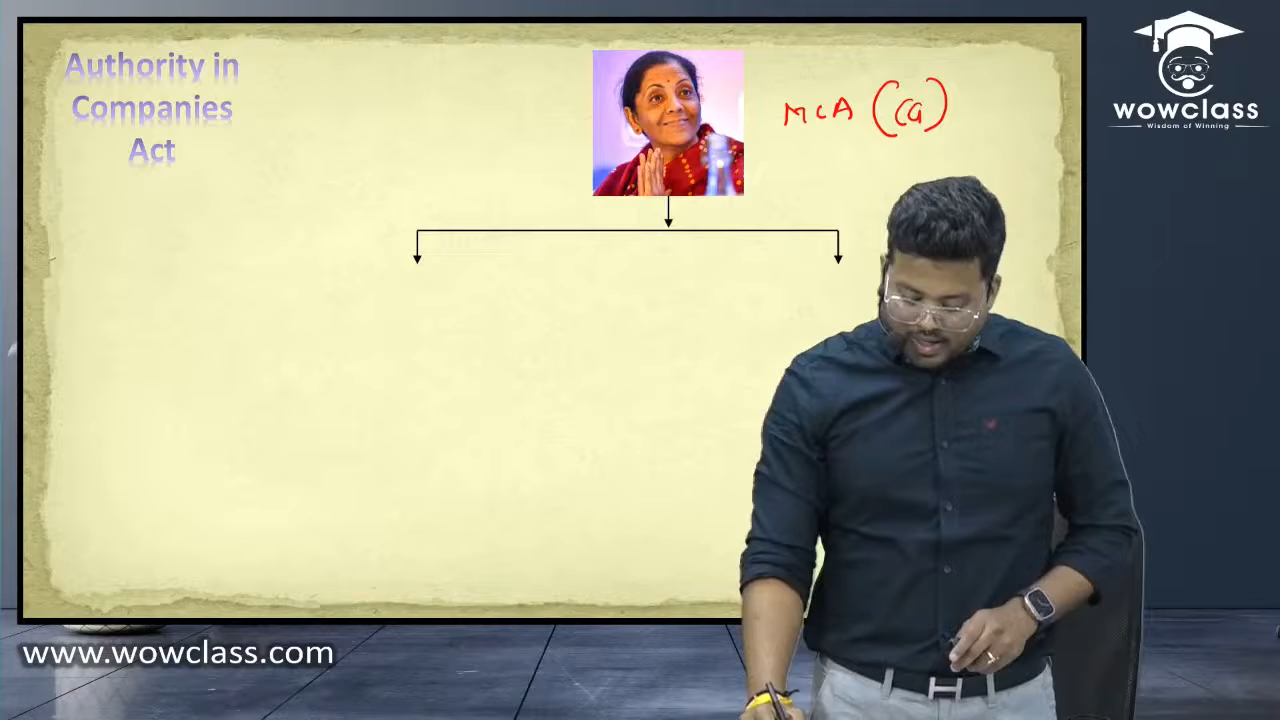 Authority in
Companies
Act
MCA (CG)
wowclass
Wisdom of Winning
www.wowclass.com